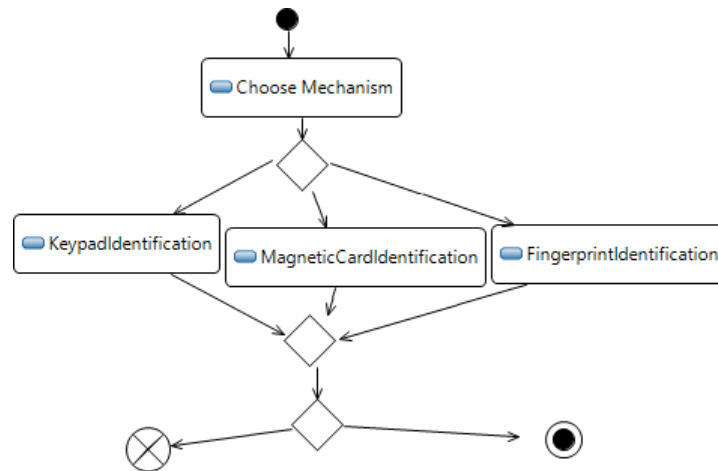 Choose Mechanism
KeypadIdentification
MagneticCardIdentification
FingerprintIdentification